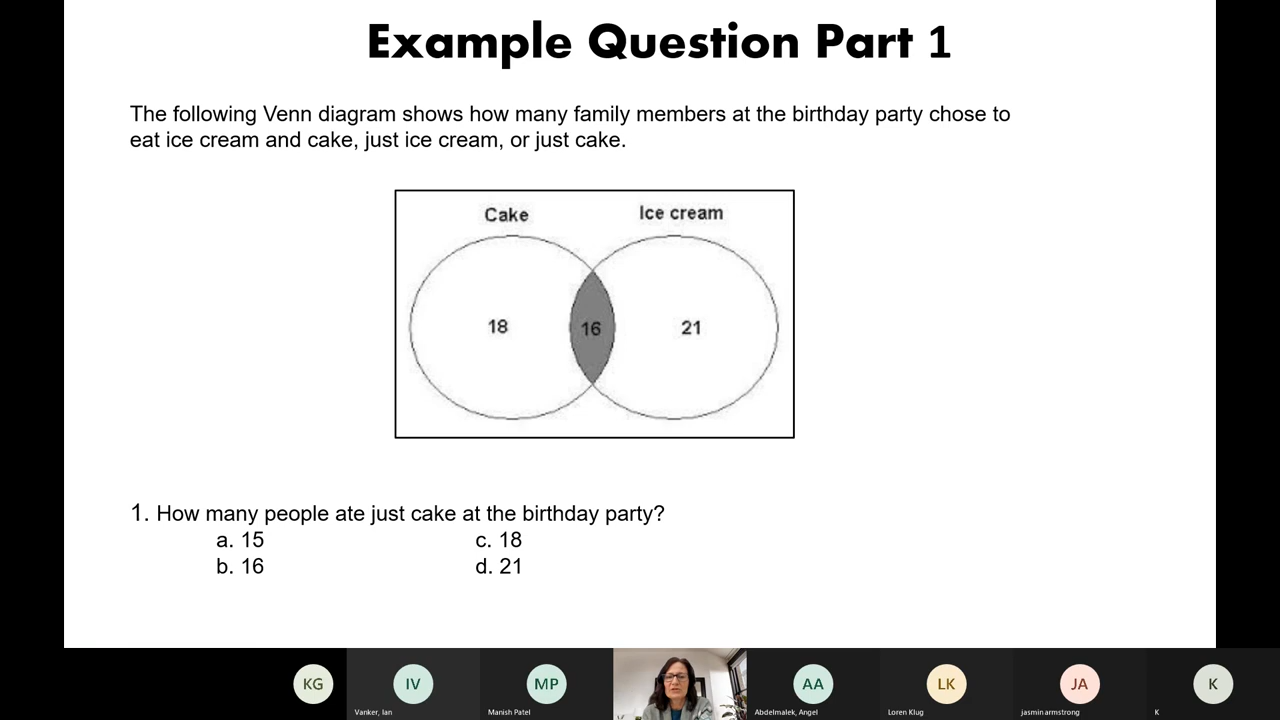 Example Question Part 1
The following Venn diagram shows how many family members at the birthday party chose to
eat ice cream and cake, just ice cream, or just cake.
Cake Ice cream
18 16 21
1. How many people ate just cake at the birthday party?
a. 15 c. 18
b. 16 d. 21
KG IV MP AA LK JA K
Vanker, Ian Manish Patel Abdelmalek, Angel Loren Klug jasmin armstrong K